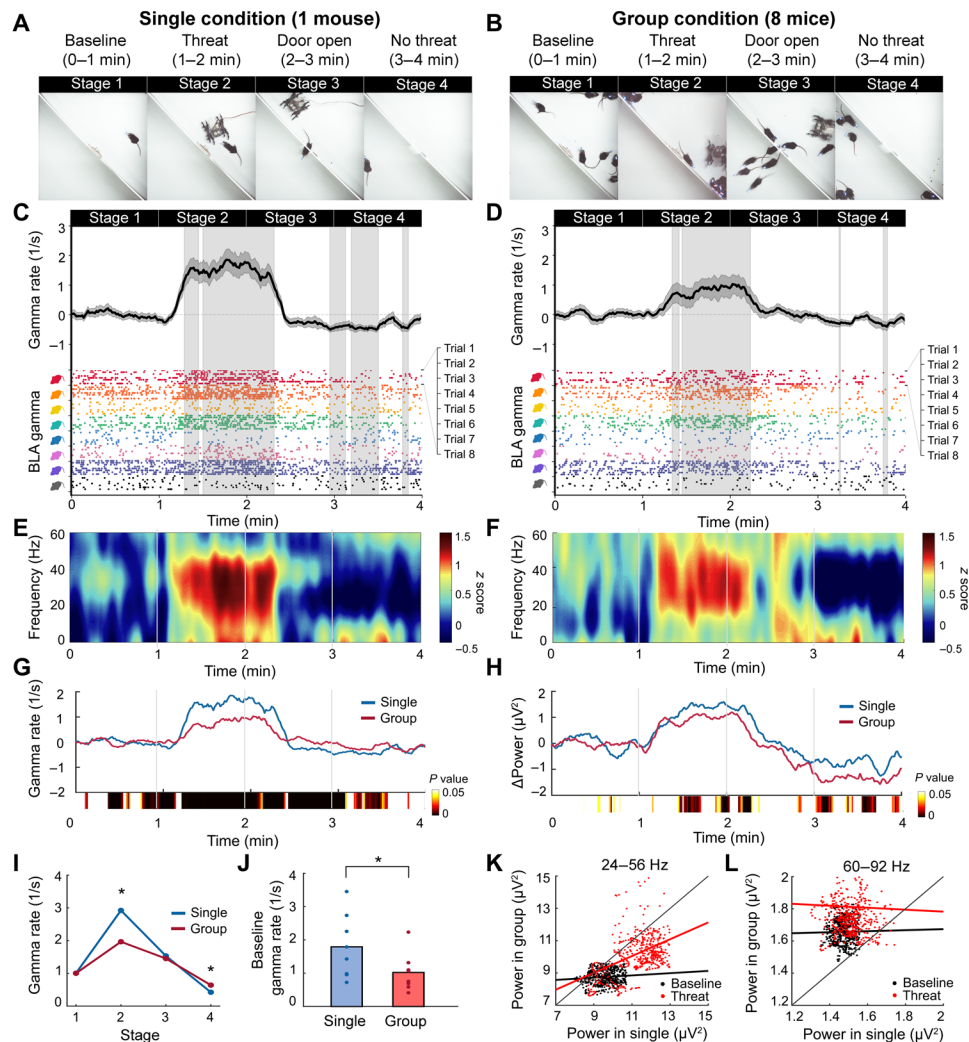 A
Single condition (1 mouse)
Baseline
(0–1 min)
Threat
(1–2 min)
Door open
(2–3 min)
No threat
(3–4 min)
Stage 1
Stage 2
Stage 3
Stage 4
B
Group condition (8 mice)
Baseline
(0–1 min)
Threat
(1–2 min)
Door open
(2–3 min)
No threat
(3–4 min)
Stage 1
Stage 2
Stage 3
Stage 4
C
Stage 1
Stage 2
Stage 3
Stage 4
Gamma rate (1/s)
3
2
1
0
−1
BLA gamma
Trial 1
Trial 2
Trial 3
Trial 4
Trial 5
Trial 6
Trial 7
Trial 8
0
1
2
3
4
Time (min)
D
Stage 1
Stage 2
Stage 3
Stage 4
Gamma rate (1/s)
3
2
1
0
−1
BLA gamma
Trial 1
Trial 2
Trial 3
Trial 4
Trial 5
Trial 6
Trial 7
Trial 8
0
1
2
3
4
Time (min)
E
Frequency (Hz)
60
40
20
0
0
1
2
3
4
Time (min)
1.5
1
0.5
0
−0.5
z score
F
Frequency (Hz)
60
40
20
0
0
1
2
3
4
Time (min)
1.5
1
0.5
0
−0.5
z score
G
Gamma rate (1/s)
2
1
0
−1
−2
Single
Group
P value
0.05
0
0
1
2
3
4
Time (min)
H
ΔPower (µV²)
2
1
0
−1
−2
Single
Group
P value
0.05
0
0
1
2
3
4
Time (min)
I
Gamma rate (1/s)
4
3
2
1
0
*
*
Single
Group
1
2
3
4
Stage
J
Baseline
gamma rate (1/s)
4
3
2
1
0
*
Single
Group
K
24–56 Hz
Power in group (µV²)
15
13
11
9
7
Baseline
Threat
7
9
11
13
15
Power in single (µV²)
L
60–92 Hz
Power in group (µV²)
2
1.8
1.6
1.4
1.2
Baseline
Threat
1.2
1.4
1.6
1.8
2
Power in single (µV²)